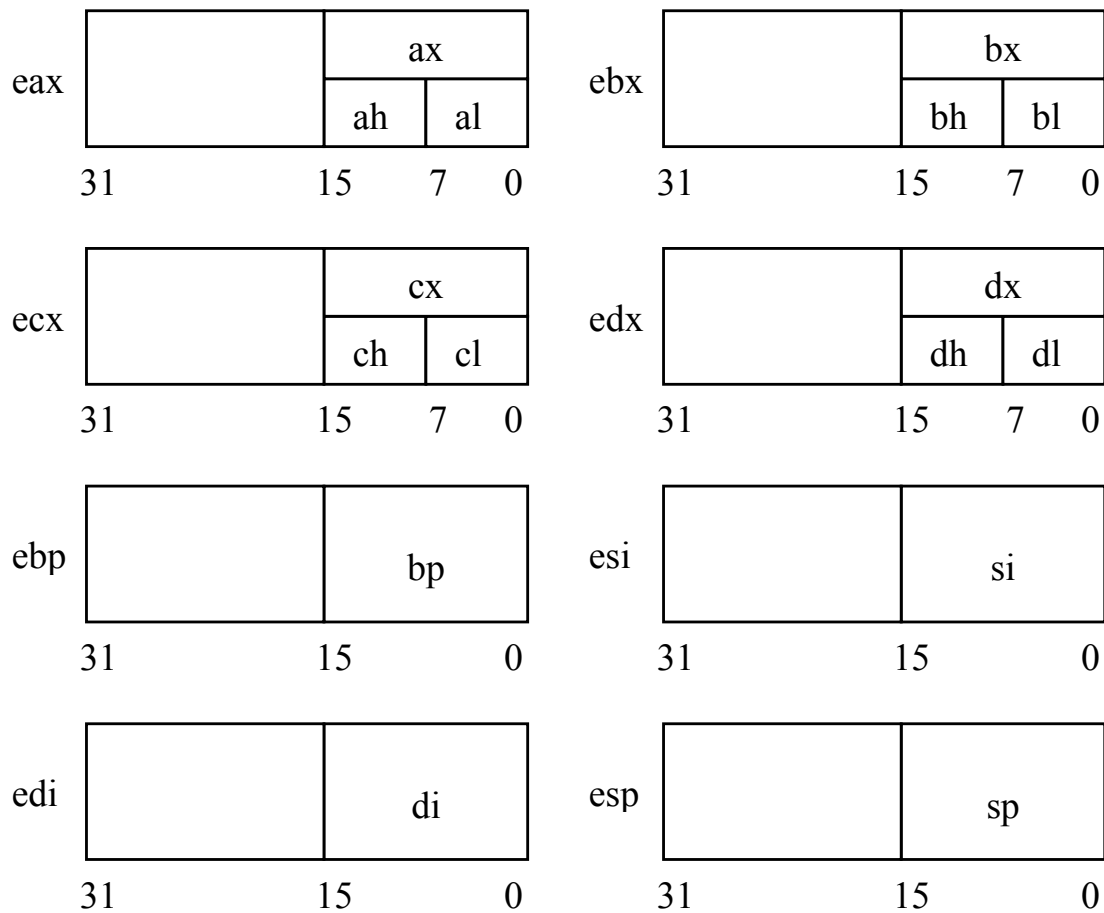 ax
eax
ah al
31 15 7 0
bx
ebx
bh bl
31 15 7 0
cx
ecx
ch cl
31 15 7 0
dx
edx
dh dl
31 15 7 0
ebp bp
31 15 0
esi si
31 15 0
edi di
31 15 0
esp sp
31 15 0